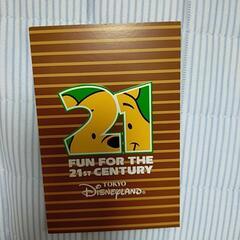 21
FUN FOR THE
21ST CENTURY
TOKYO
DISNEYLAND®